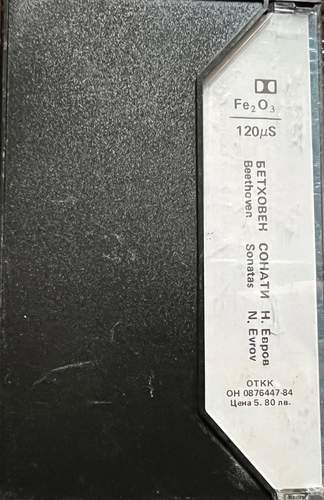 Fe₂O₃
120µS
БЕТХОВЕН СОНАТИ Н. Евров
Beethoven Sonatas N. Evrov
ОТКК
ОН 0876447-84
Цена 5. 80 лв.